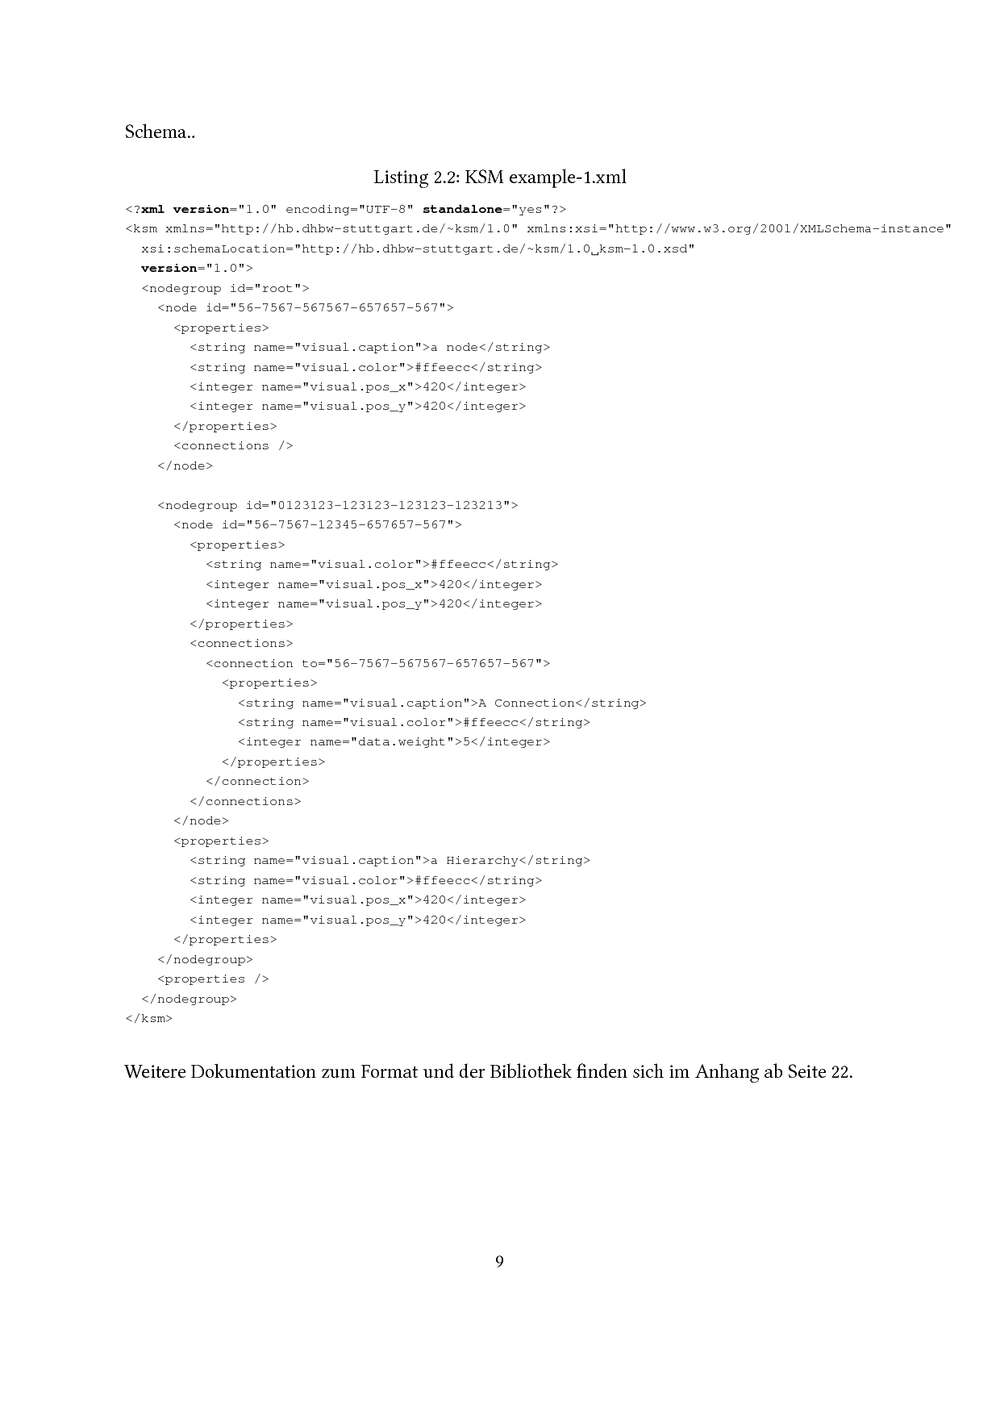 Schema..
Listing 2.2: KSM example-1.xml
<?xml version="1.0" encoding="UTF-8" standalone="yes"?>
<ksm xmlns="http://hb.dhbw-stuttgart.de/~ksm/1.0" xmlns:xsi="http://www.w3.org/2001/XMLSchema-instance"
  xsi:schemaLocation="http://hb.dhbw-stuttgart.de/~ksm/1.0␣ksm-1.0.xsd"
  version="1.0">
  <nodegroup id="root">
    <node id="56-7567-567567-657657-567">
      <properties>
        <string name="visual.caption">a node</string>
        <string name="visual.color">#ffeecc</string>
        <integer name="visual.pos_x">420</integer>
        <integer name="visual.pos_y">420</integer>
      </properties>
      <connections />
    </node>

    <nodegroup id="0123123-123123-123123-123213">
      <node id="56-7567-12345-657657-567">
        <properties>
          <string name="visual.color">#ffeecc</string>
          <integer name="visual.pos_x">420</integer>
          <integer name="visual.pos_y">420</integer>
        </properties>
        <connections>
          <connection to="56-7567-567567-657657-567">
            <properties>
              <string name="visual.caption">A Connection</string>
              <string name="visual.color">#ffeecc</string>
              <integer name="data.weight">5</integer>
            </properties>
          </connection>
        </connections>
      </node>
      <properties>
        <string name="visual.caption">a Hierarchy</string>
        <string name="visual.color">#ffeecc</string>
        <integer name="visual.pos_x">420</integer>
        <integer name="visual.pos_y">420</integer>
      </properties>
    </nodegroup>
    <properties />
  </nodegroup>
</ksm>
Weitere Dokumentation zum Format und der Bibliothek finden sich im Anhang ab Seite 22.
9